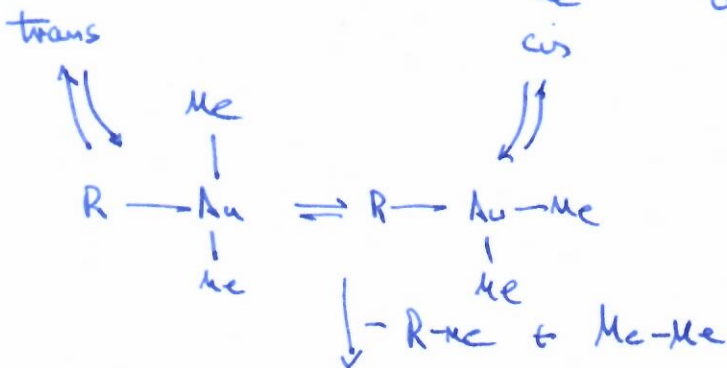 trans cis
Me
R — Au ⇌ R — Au — Me
Me Me
- R-Me + Me-Me